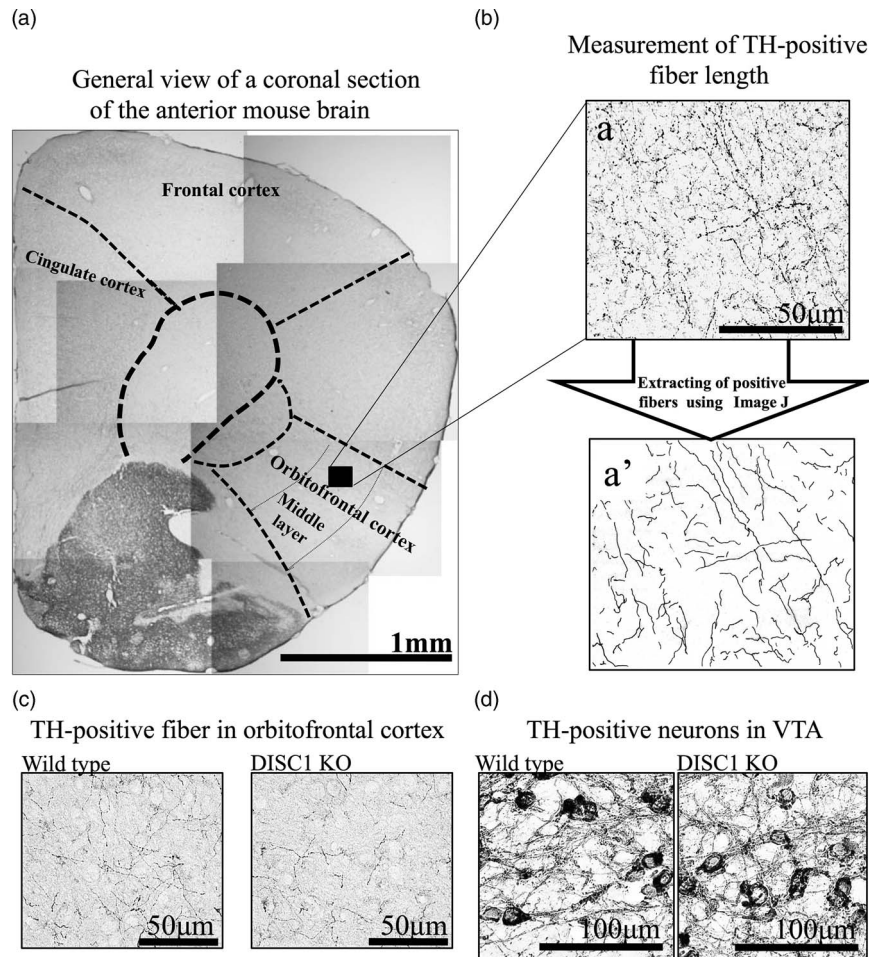 (a)
General view of a coronal section
of the anterior mouse brain
Frontal cortex
Cingulate cortex
Orbitofrontal cortex
Middle
layer
1mm
(b)
Measurement of TH-positive
fiber length
a
50μm
Extracting of positive
fibers using Image J
a'
(c)
TH-positive fiber in orbitofrontal cortex
Wild type
DISC1 KO
50μm
50μm
(d)
TH-positive neurons in VTA
Wild type
DISC1 KO
100μm
100μm